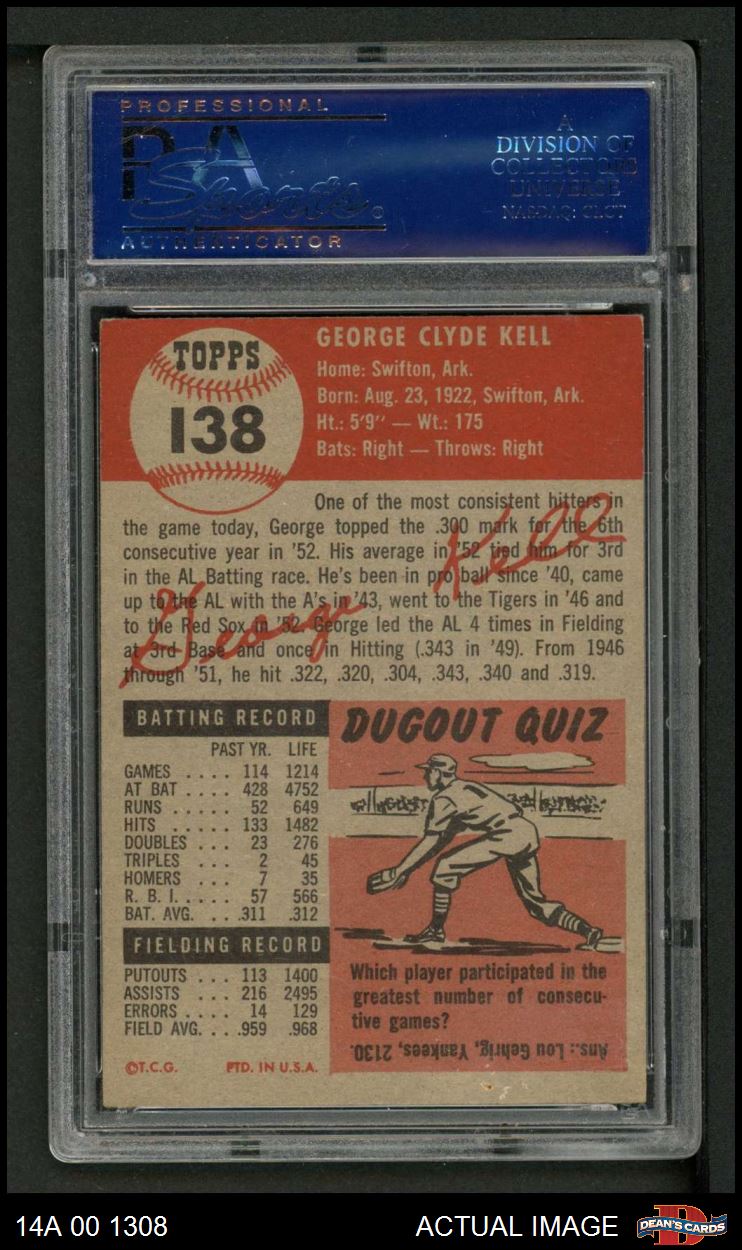 PROFESSIONAL
PSA
Sports®
AUTHENTICATOR
A
DIVISION OF
COLLECTORS
UNIVERSE
NASDAQ: CLCT
TOPPS
138
GEORGE CLYDE KELL
Home: Swifton, Ark.
Born: Aug. 23, 1922, Swifton, Ark.
Ht.: 5'9" — Wt.: 175
Bats: Right — Throws: Right
One of the most consistent hitters in
the game today, George topped the .300 mark for the 6th
consecutive year in '52. His average in '52 tied him for 3rd
in the AL Batting race. He's been in pro ball since '40, came
up to the AL with the A's in '43, went to the Tigers in '46 and
to the Red Sox in '52. George led the AL 4 times in Fielding
at 3rd Base and once in Hitting (.343 in '49). From 1946
through '51, he hit .322, .320, .304, .343, .340 and .319.
George Kell
BATTING RECORD
PAST YR. LIFE
GAMES .... 114 1214
AT BAT .... 428 4752
RUNS ..... 52 649
HITS ..... 133 1482
DOUBLES ... 23 276
TRIPLES ... 2 45
HOMERS ... 7 35
R. B. I. .... 57 566
BAT. AVG. ... .311 .312
FIELDING RECORD
PUTOUTS ... 113 1400
ASSISTS ... 216 2495
ERRORS .... 14 129
FIELD AVG. ... .959 .968
©T.C.G. PTD. IN U.S.A.
DUGOUT QUIZ
Which player participated in the
greatest number of consecu-
tive games?
Ans.: Lou Gehrig, Yankees, 2130.
14A 00 1308
ACTUAL IMAGE
D
DEAN'S CARDS